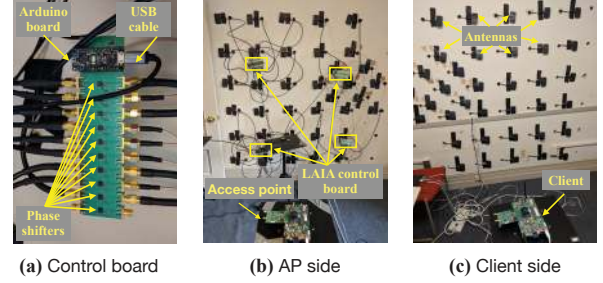 Arduino
board
USB
cable
Phase
shifters
(a) Control board
Access point
LAIA control
board
(b) AP side
Antennas
Client
(c) Client side